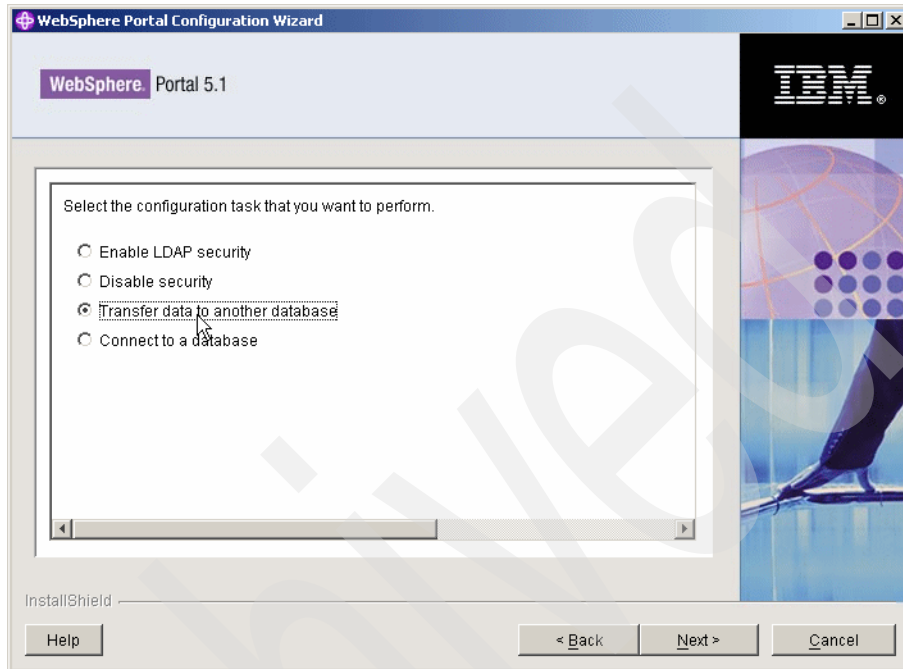 WebSphere Portal Configuration Wizard
WebSphere. Portal 5.1
IBM.®
Select the configuration task that you want to perform.
Enable LDAP security
Disable security
Transfer data to another database
Connect to a database
InstallShield
Help
< Back
Next >
Cancel